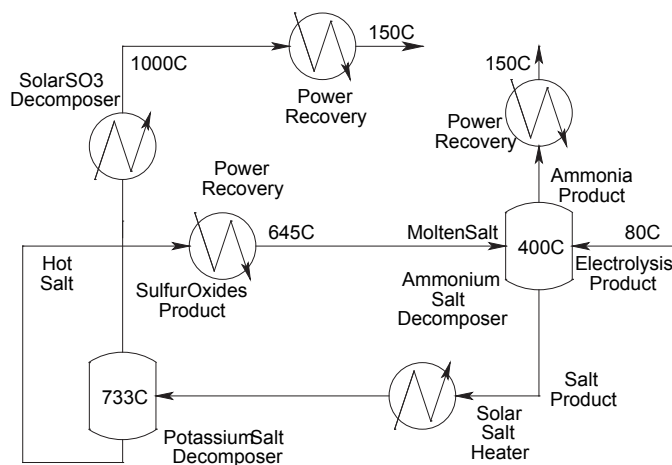 1000C
150C
SolarSO3
Decomposer
Power
Recovery
150C
Power
Recovery
Power
Recovery
Ammonia
Product
645C
MoltenSalt
400C
80C
Electrolysis
Product
Hot
Salt
SulfurOxides
Product
Ammonium
Salt
Decomposer
733C
Salt
Product
Solar
Salt
Heater
PotassiumSalt
Decomposer